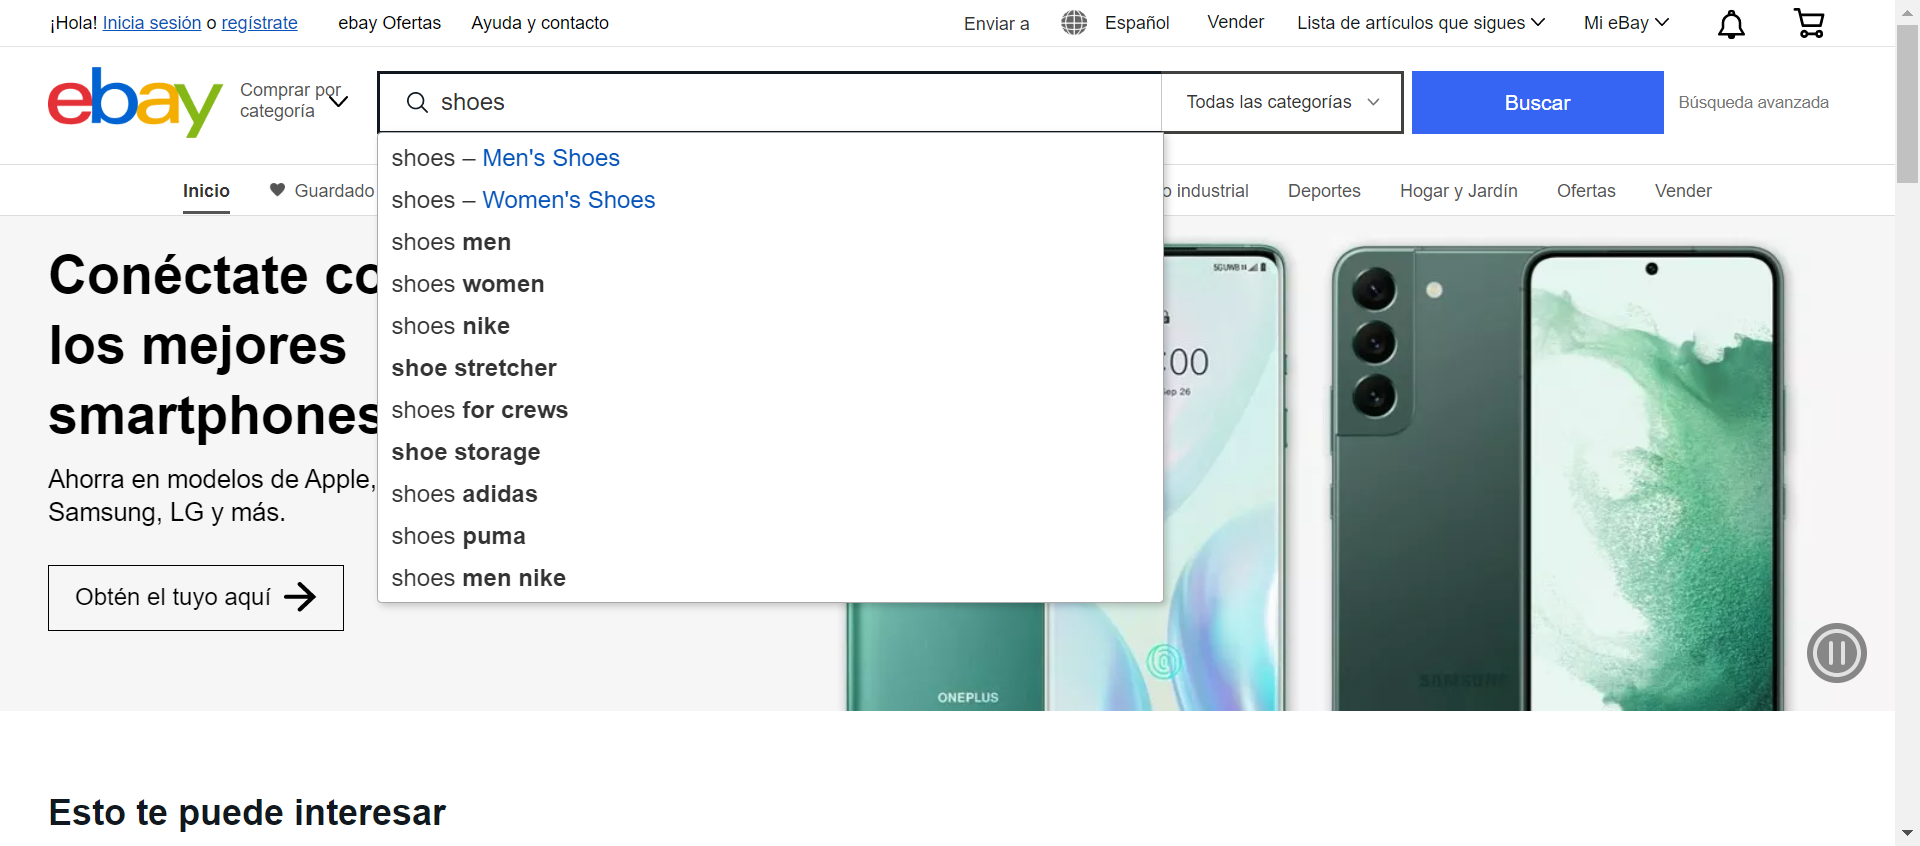 ¡Hola! Inicia sesión o regístrate
ebay Ofertas
Ayuda y contacto
Enviar a
Español
Vender
Lista de artículos que sigues
Mi eBay
ebay
Comprar por
categoría
shoes
Todas las categorías
Buscar
Búsqueda avanzada
shoes – Men's Shoes
shoes – Women's Shoes
shoes men
shoes women
shoes nike
shoe stretcher
shoes for crews
shoe storage
shoes adidas
shoes puma
shoes men nike
Inicio
Guardado
industrial
Deportes
Hogar y Jardín
Ofertas
Vender
Conéctate
los mejores
smartphones
Ahorra en modelos de Apple,
Samsung, LG y más.
Obtén el tuyo aquí
5G UWB
:00
ep 26
ONEPLUS
SAMSUNG
Esto te puede interesar